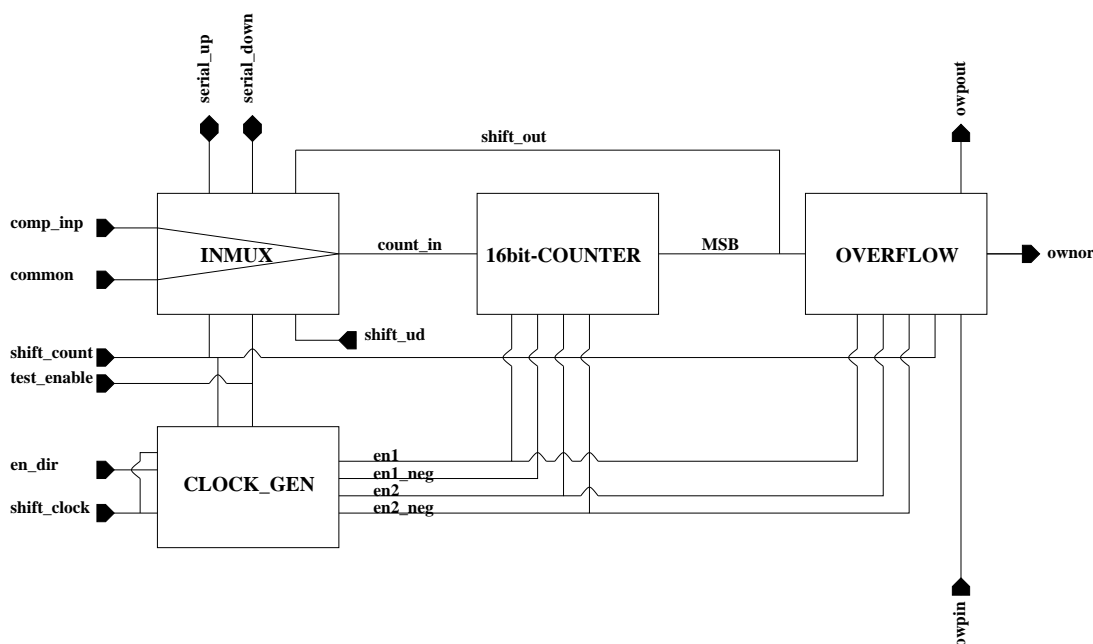 serial_up
serial_down
owpout
shift_out
comp_inp
INMUX
count_in
16bit-COUNTER
MSB
OVERFLOW
ownor
common
shift_ud
shift_count
test_enable
en_dir
CLOCK_GEN
shift_clock
en1
en1_neg
en2
en2_neg
owpin